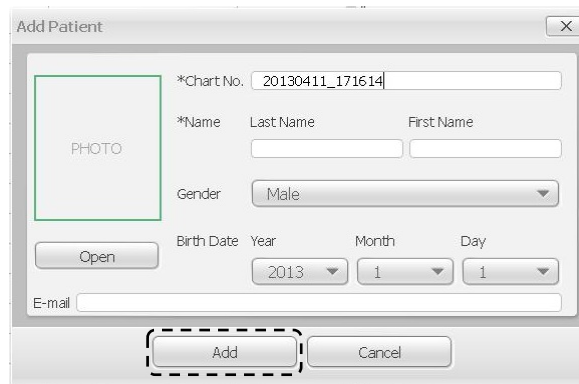 Add Patient
*Chart No. 20130411_171614
*Name Last Name First Name
PHOTO
Gender Male
Open
Birth Date Year Month Day
2013 1 1
E-mail
Add Cancel